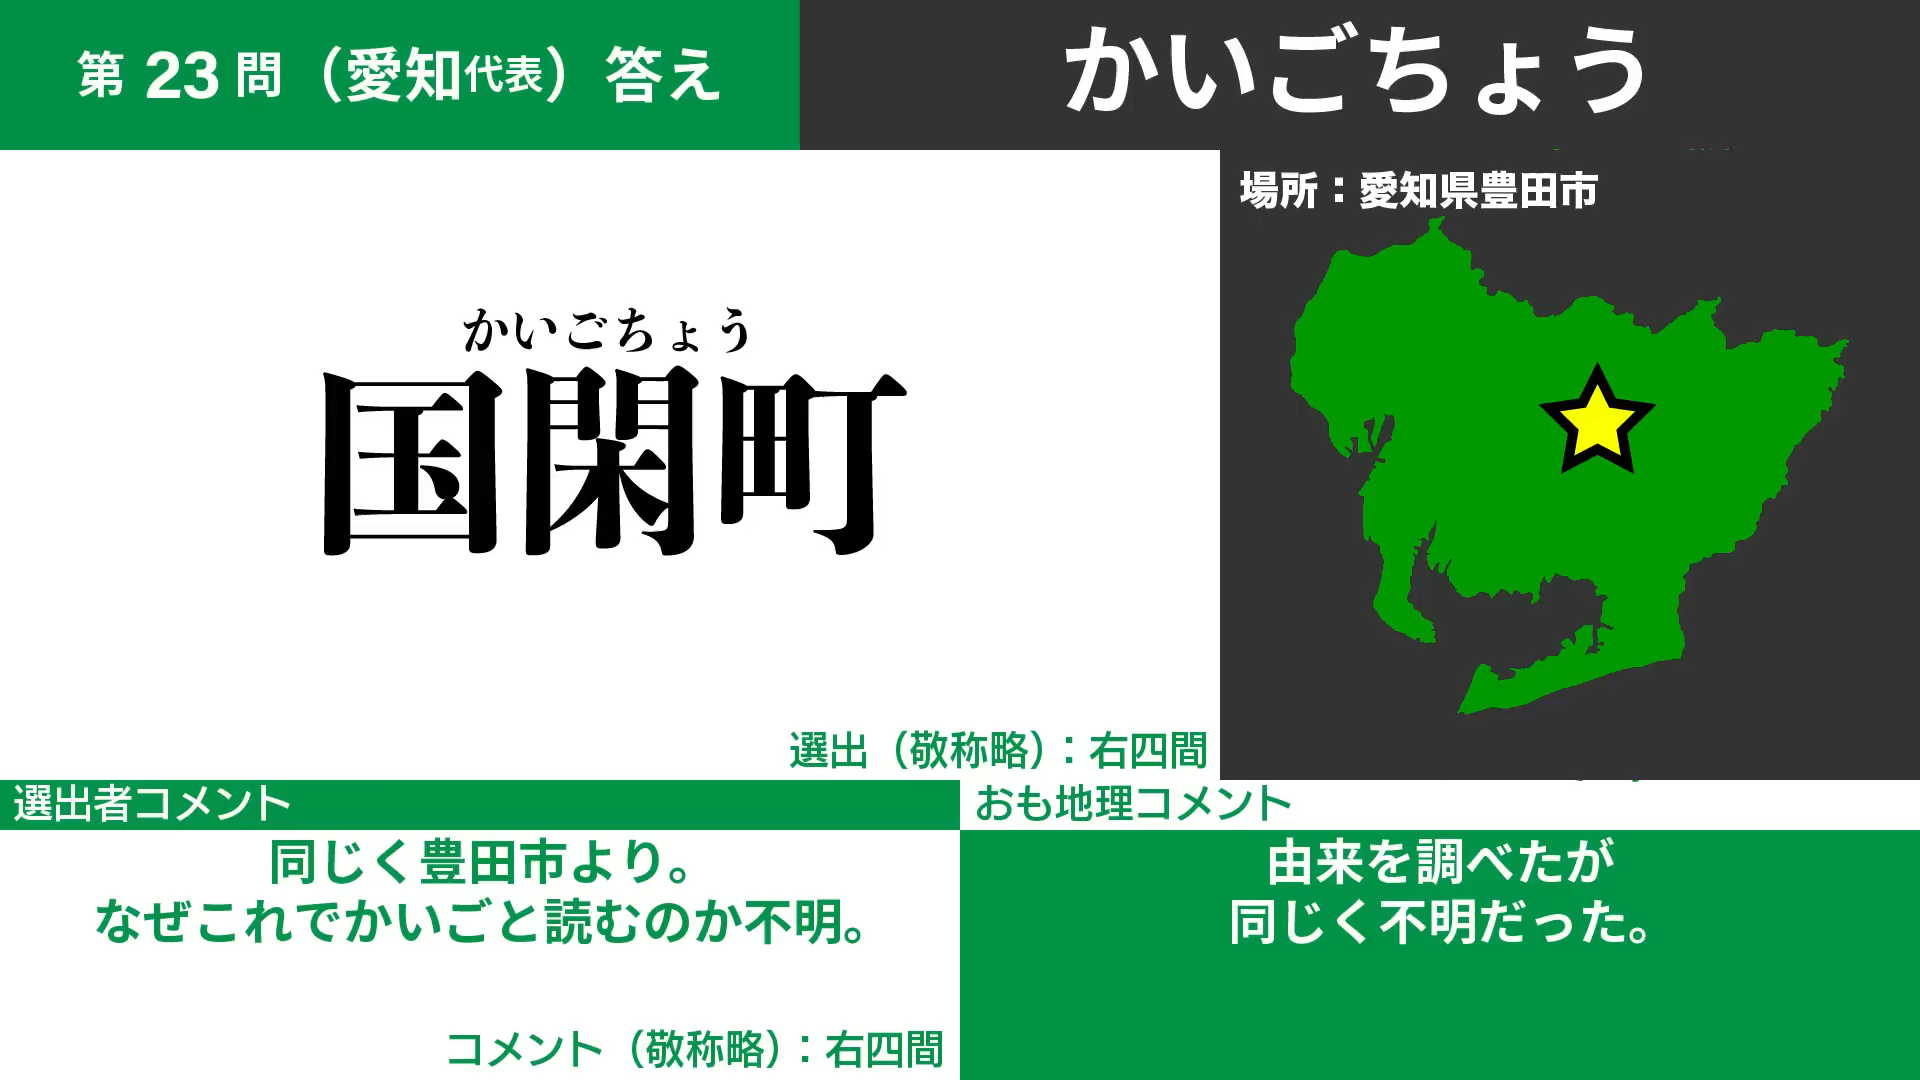 第 23 問（愛知代表）答え
かいごちょう
場所：愛知県豊田市
かいごちょう
国閑町
選出（敬称略）：右四間
選出者コメント
同じく豊田市より。
なぜこれでかいごと読むのか不明。
コメント（敬称略）：右四間
おも地理コメント
由来を調べたが
同じく不明だった。